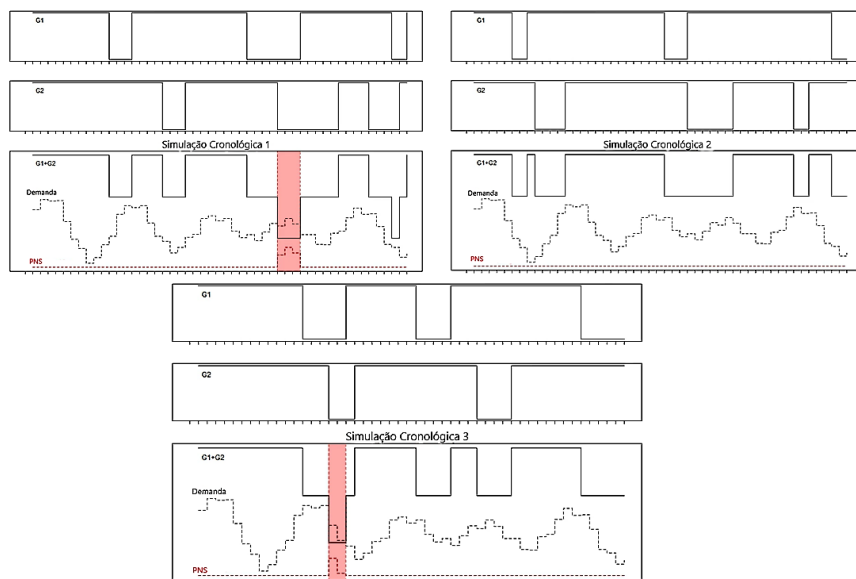 G1
G2
Simulação Cronológica 1
G1+G2
Demanda
PNS
G1
G2
Simulação Cronológica 2
G1+G2
Demanda
PNS
G1
G2
Simulação Cronológica 3
G1+G2
Demanda
PNS